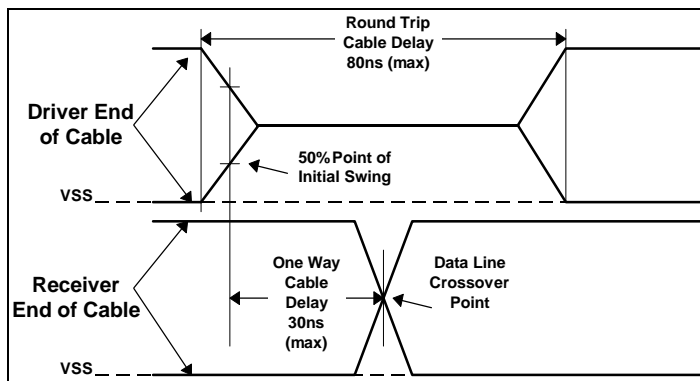 Round Trip
Cable Delay
80ns (max)
Driver End
of Cable
50% Point of
Initial Swing
VSS
One Way
Cable
Delay
30ns
(max)
Data Line
Crossover
Point
Receiver
End of Cable
VSS